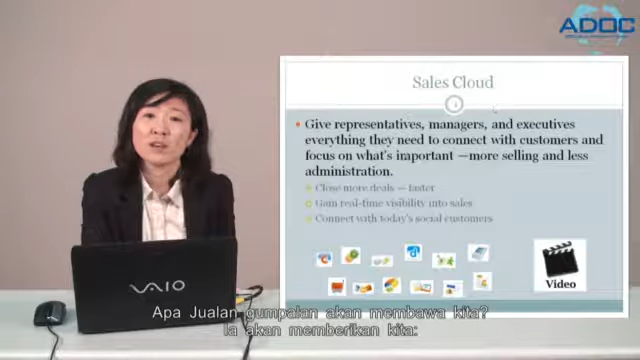 ADOC
Sales Cloud
Give representatives, managers, and executives
everything they need to connect with customers and
focus on what's important —more selling and less
administration.
Close more deals — faster
Gain real-time visibility into sales
Connect with today's social customers
Video
VAIO
Apa Jualan gumpalan akan membawa kita?
Ia akan memberikan kita: